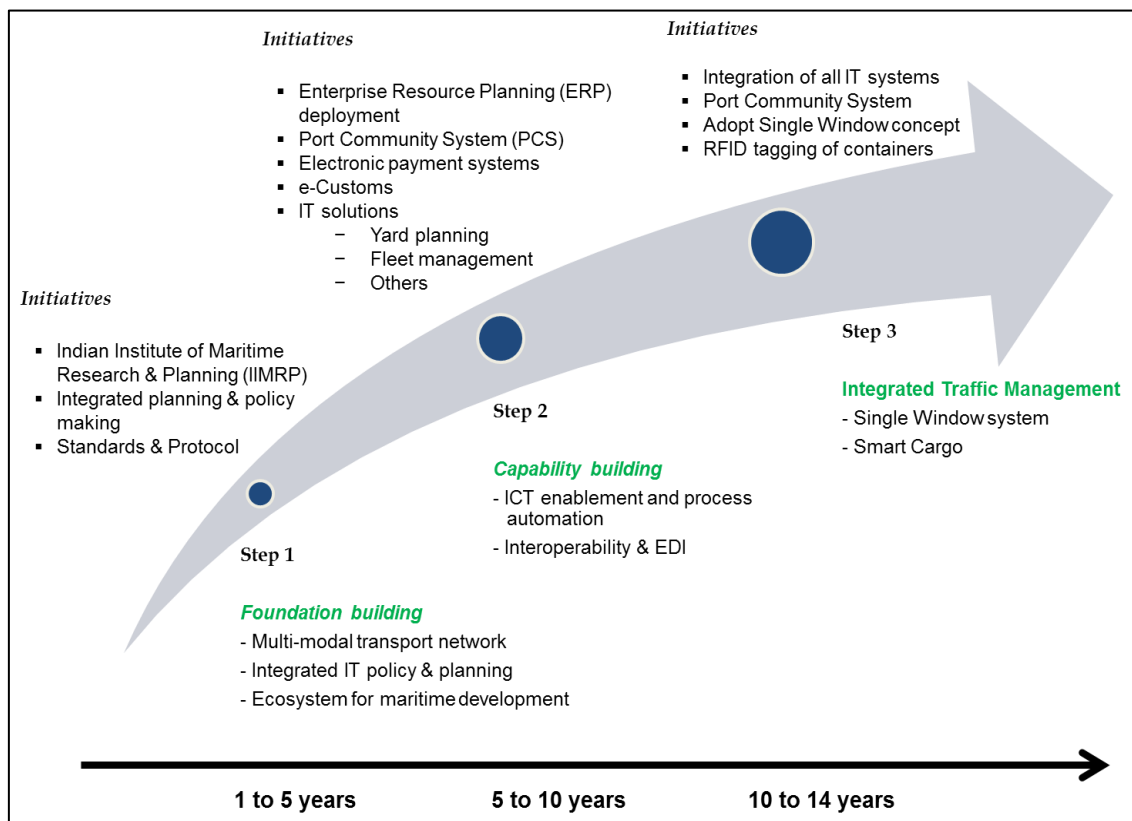 Initiatives
▪ Indian Institute of Maritime
Research & Planning (IIMRP)
▪ Integrated planning & policy
making
▪ Standards & Protocol
Step 1
Foundation building
- Multi-modal transport network
- Integrated IT policy & planning
- Ecosystem for maritime development
Initiatives
▪ Enterprise Resource Planning (ERP)
deployment
▪ Port Community System (PCS)
▪ Electronic payment systems
▪ e-Customs
▪ IT solutions
− Yard planning
− Fleet management
− Others
Step 2
Capability building
- ICT enablement and process
automation
- Interoperability & EDI
Initiatives
▪ Integration of all IT systems
▪ Port Community System
▪ Adopt Single Window concept
▪ RFID tagging of containers
Step 3
Integrated Traffic Management
- Single Window system
- Smart Cargo
1 to 5 years
5 to 10 years
10 to 14 years